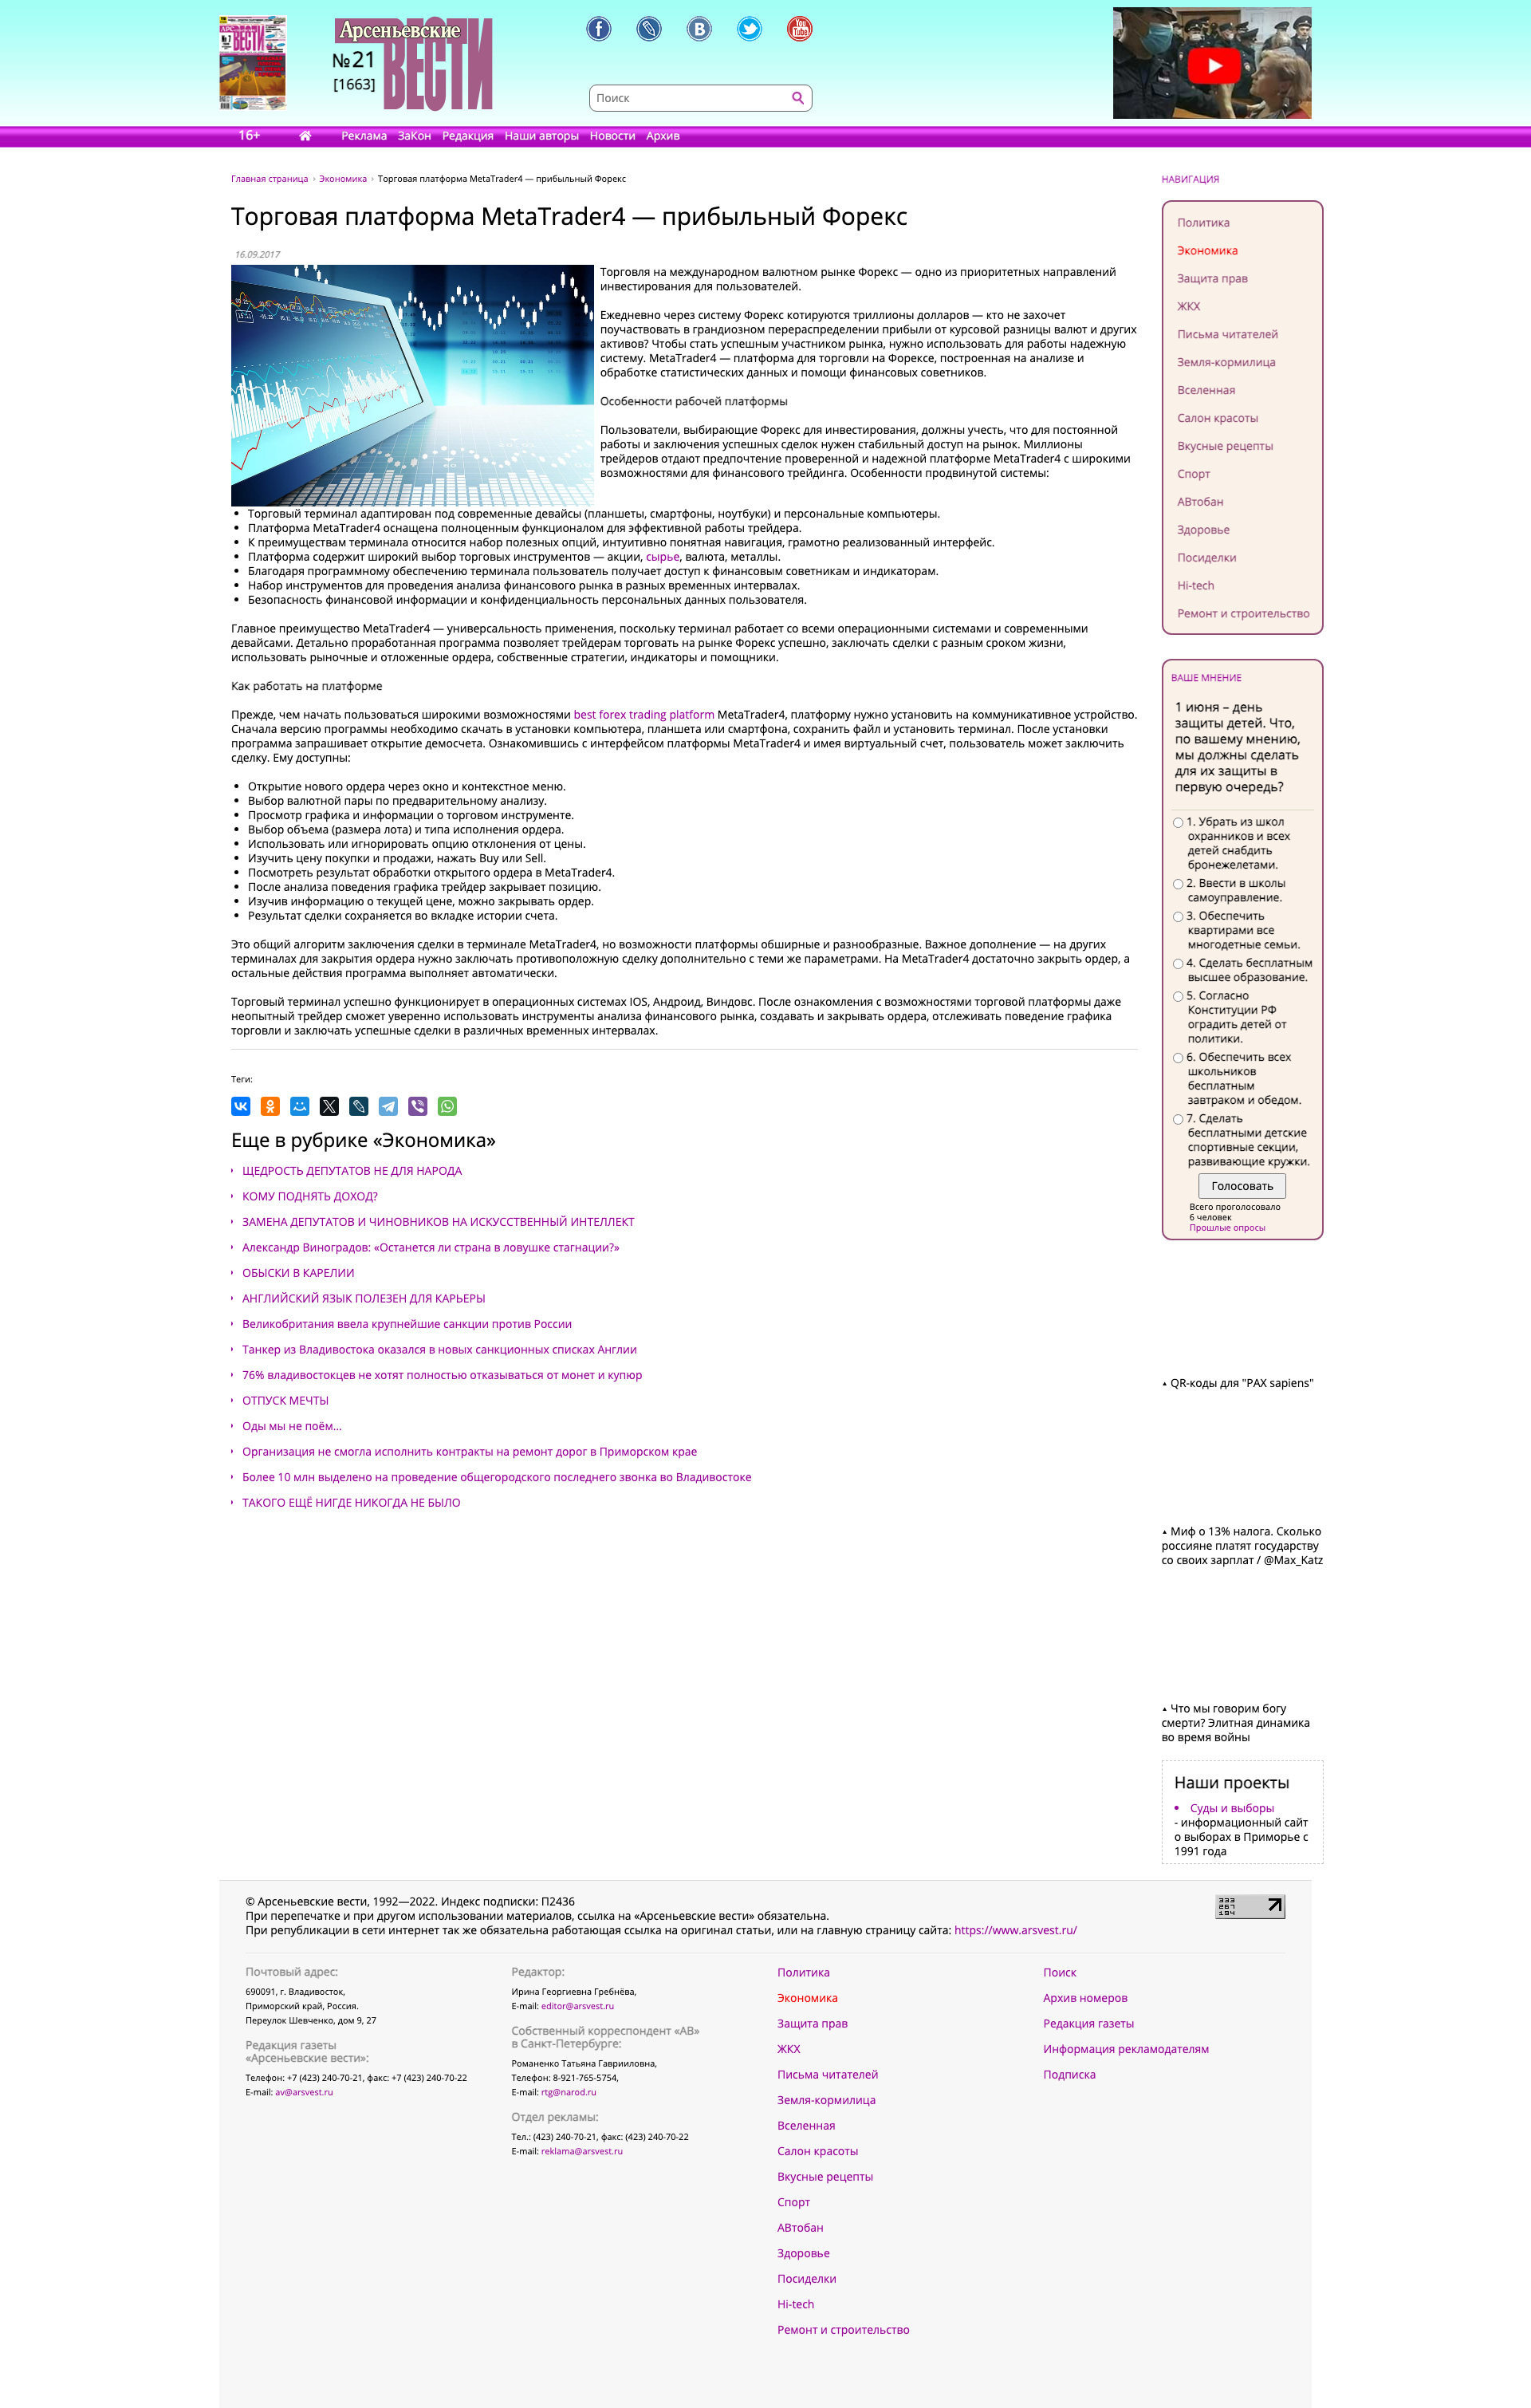 Арсеньевские
ВЕСТИ
№21
[1663]
Поиск
16+
Реклама ЗаКон Редакция Наши авторы Новости Архив
Главная страница › Экономика › Торговая платформа MetaTrader4 — прибыльный Форекс
Торговая платформа MetaTrader4 — прибыльный Форекс
16.09.2017
Торговля на международном валютном рынке Форекс — одно из приоритетных направлений
инвестирования для пользователей.
Ежедневно через систему Форекс котируются триллионы долларов — кто не захочет
поучаствовать в грандиозном перераспределении прибыли от курсовой разницы валют и других
активов? Чтобы стать успешным участником рынка, нужно использовать для работы надежную
систему. MetaTrader4 — платформа для торговли на Форексе, построенная на анализе и
обработке статистических данных и помощи финансовых советников.
Особенности рабочей платформы
Пользователи, выбирающие Форекс для инвестирования, должны учесть, что для постоянной
работы и заключения успешных сделок нужен стабильный доступ на рынок. Миллионы
трейдеров отдают предпочтение проверенной и надежной платформе MetaTrader4 с широкими
возможностями для финансового трейдинга. Особенности продвинутой системы:
• Торговый терминал адаптирован под современные девайсы (планшеты, смартфоны, ноутбуки) и персональные компьютеры.
• Платформа MetaTrader4 оснащена полноценным функционалом для эффективной работы трейдера.
• К преимуществам терминала относится набор полезных опций, интуитивно понятная навигация, грамотно реализованный интерфейс.
• Платформа содержит широкий выбор торговых инструментов — акции, сырье, валюта, металлы.
• Благодаря программному обеспечению терминала пользователь получает доступ к финансовым советникам и индикаторам.
• Набор инструментов для проведения анализа финансового рынка в разных временных интервалах.
• Безопасность финансовой информации и конфиденциальность персональных данных пользователя.
Главное преимущество MetaTrader4 — универсальность применения, поскольку терминал работает со всеми операционными системами и современными
девайсами. Детально проработанная программа позволяет трейдерам торговать на рынке Форекс успешно, заключать сделки с разным сроком жизни,
использовать рыночные и отложенные ордера, собственные стратегии, индикаторы и помощники.
Как работать на платформе
Прежде, чем начать пользоваться широкими возможностями best forex trading platform MetaTrader4, платформу нужно установить на коммуникативное устройство.
Сначала версию программы необходимо скачать в установки компьютера, планшета или смартфона, сохранить файл и установить терминал. После установки
программа запрашивает открытие демосчета. Ознакомившись с интерфейсом платформы MetaTrader4 и имея виртуальный счет, пользователь может заключить
сделку. Ему доступны:
• Открытие нового ордера через окно и контекстное меню.
• Выбор валютной пары по предварительному анализу.
• Просмотр графика и информации о торговом инструменте.
• Выбор объема (размера лота) и типа исполнения ордера.
• Использовать или игнорировать опцию отклонения от цены.
• Изучить цену покупки и продажи, нажать Buy или Sell.
• Посмотреть результат обработки открытого ордера в MetaTrader4.
• После анализа поведения графика трейдер закрывает позицию.
• Изучив информацию о текущей цене, можно закрывать ордер.
• Результат сделки сохраняется во вкладке истории счета.
Это общий алгоритм заключения сделки в терминале MetaTrader4, но возможности платформы обширные и разнообразные. Важное дополнение — на других
терминалах для закрытия ордера нужно заключать противоположную сделку дополнительно с теми же параметрами. На MetaTrader4 достаточно закрыть ордер, а
остальные действия программа выполняет автоматически.
Торговый терминал успешно функционирует в операционных системах IOS, Андроид, Виндовс. После ознакомления с возможностями торговой платформы даже
неопытный трейдер сможет уверенно использовать инструменты анализа финансового рынка, создавать и закрывать ордера, отслеживать поведение графика
торговли и заключать успешные сделки в различных временных интервалах.
Теги:
Еще в рубрике «Экономика»
ЩЕДРОСТЬ ДЕПУТАТОВ НЕ ДЛЯ НАРОДА
КОМУ ПОДНЯТЬ ДОХОД?
ЗАМЕНА ДЕПУТАТОВ И ЧИНОВНИКОВ НА ИСКУССТВЕННЫЙ ИНТЕЛЛЕКТ
Александр Виноградов: «Останется ли страна в ловушке стагнации?»
ОБЫСКИ В КАРЕЛИИ
АНГЛИЙСКИЙ ЯЗЫК ПОЛЕЗЕН ДЛЯ КАРЬЕРЫ
Великобритания ввела крупнейшие санкции против России
Танкер из Владивостока оказался в новых санкционных списках Англии
76% владивостокцев не хотят полностью отказываться от монет и купюр
ОТПУСК МЕЧТЫ
Оды мы не поём…
Организация не смогла исполнить контракты на ремонт дорог в Приморском крае
Более 10 млн выделено на проведение общегородского последнего звонка во Владивостоке
ТАКОГО ЕЩЁ НИГДЕ НИКОГДА НЕ БЫЛО
НАВИГАЦИЯ
Политика
Экономика
Защита прав
ЖКХ
Письма читателей
Земля-кормилица
Вселенная
Салон красоты
Вкусные рецепты
Спорт
АВтобан
Здоровье
Посиделки
Hi-tech
Ремонт и строительство
ВАШЕ МНЕНИЕ
1 июня – день
защиты детей. Что,
по вашему мнению,
мы должны сделать
для их защиты в
первую очередь?
1. Убрать из школ
охранников и всех
детей снабдить
бронежелетами.
2. Ввести в школы
самоуправление.
3. Обеспечить
квартирами все
многодетные семьи.
4. Сделать бесплатным
высшее образование.
5. Согласно
Конституции РФ
оградить детей от
политики.
6. Обеспечить всех
школьников
бесплатным
завтраком и обедом.
7. Сделать
бесплатными детские
спортивные секции,
развивающие кружки.
Голосовать
Всего проголосовало
6 человек
Прошлые опросы
▲ QR-коды для "PAX sapiens"
▲ Миф о 13% налога. Сколько
россияне платят государству
со своих зарплат / @Max_Katz
▲ Что мы говорим богу
смерти? Элитная динамика
во время войны
Наши проекты
• Суды и выборы
- информационный сайт
о выборах в Приморье с
1991 года
© Арсеньевские вести, 1992—2022. Индекс подписки: П2436
При перепечатке и при другом использовании материалов, ссылка на «Арсеньевские вести» обязательна.
При републикации в сети интернет так же обязательна работающая ссылка на оригинал статьи, или на главную страницу сайта: https://www.arsvest.ru/
333
267
194
Почтовый адрес:
690091, г. Владивосток,
Приморский край, Россия.
Переулок Шевченко, дом 9, 27
Редакция газеты
«Арсеньевские вести»:
Телефон: +7 (423) 240-70-21, факс: +7 (423) 240-70-22
E-mail: av@arsvest.ru
Редактор:
Ирина Георгиевна Гребнёва,
E-mail: editor@arsvest.ru
Собственный корреспондент «АВ»
в Санкт-Петербурге:
Романенко Татьяна Гаврииловна,
Телефон: 8-921-765-5754,
E-mail: rtg@narod.ru
Отдел рекламы:
Тел.: (423) 240-70-21, факс: (423) 240-70-22
E-mail: reklama@arsvest.ru
Политика
Экономика
Защита прав
ЖКХ
Письма читателей
Земля-кормилица
Вселенная
Салон красоты
Вкусные рецепты
Спорт
АВтобан
Здоровье
Посиделки
Hi-tech
Ремонт и строительство
Поиск
Архив номеров
Редакция газеты
Информация рекламодателям
Подписка